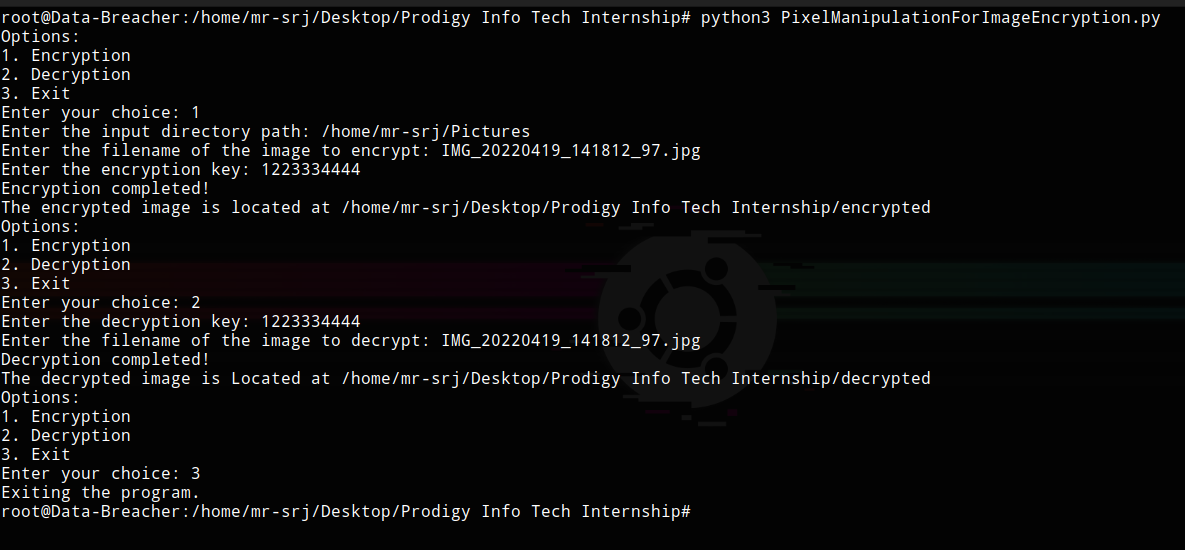 root@Data-Breacher:/home/mr-srj/Desktop/Prodigy Info Tech Internship# python3 PixelManipulationForImageEncryption.py
Options:
1. Encryption
2. Decryption
3. Exit
Enter your choice: 1
Enter the input directory path: /home/mr-srj/Pictures
Enter the filename of the image to encrypt: IMG_20220419_141812_97.jpg
Enter the encryption key: 1223334444
Encryption completed!
The encrypted image is located at /home/mr-srj/Desktop/Prodigy Info Tech Internship/encrypted
Options:
1. Encryption
2. Decryption
3. Exit
Enter your choice: 2
Enter the decryption key: 1223334444
Enter the filename of the image to decrypt: IMG_20220419_141812_97.jpg
Decryption completed!
The decrypted image is Located at /home/mr-srj/Desktop/Prodigy Info Tech Internship/decrypted
Options:
1. Encryption
2. Decryption
3. Exit
Enter your choice: 3
Exiting the program.
root@Data-Breacher:/home/mr-srj/Desktop/Prodigy Info Tech Internship#